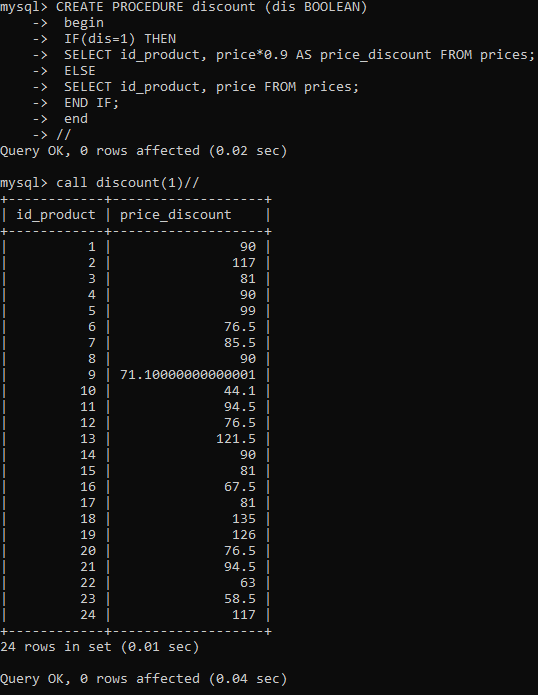 mysql> CREATE PROCEDURE discount (dis BOOLEAN)
    ->  begin
    ->  IF(dis=1) THEN
    ->  SELECT id_product, price*0.9 AS price_discount FROM prices;
    ->  ELSE
    ->  SELECT id_product, price FROM prices;
    ->  END IF;
    ->  end
    -> //
Query OK, 0 rows affected (0.02 sec)

mysql> call discount(1)//
+------------+-------------------+
| id_product | price_discount    |
+------------+-------------------+
|          1 |                90 |
|          2 |               117 |
|          3 |                81 |
|          4 |                90 |
|          5 |                99 |
|          6 |              76.5 |
|          7 |              85.5 |
|          8 |                90 |
|          9 | 71.10000000000001 |
|         10 |              44.1 |
|         11 |              94.5 |
|         12 |              76.5 |
|         13 |             121.5 |
|         14 |                90 |
|         15 |                81 |
|         16 |              67.5 |
|         17 |                81 |
|         18 |               135 |
|         19 |               126 |
|         20 |              76.5 |
|         21 |              94.5 |
|         22 |                63 |
|         23 |              58.5 |
|         24 |               117 |
+------------+-------------------+
24 rows in set (0.01 sec)

Query OK, 0 rows affected (0.04 sec)